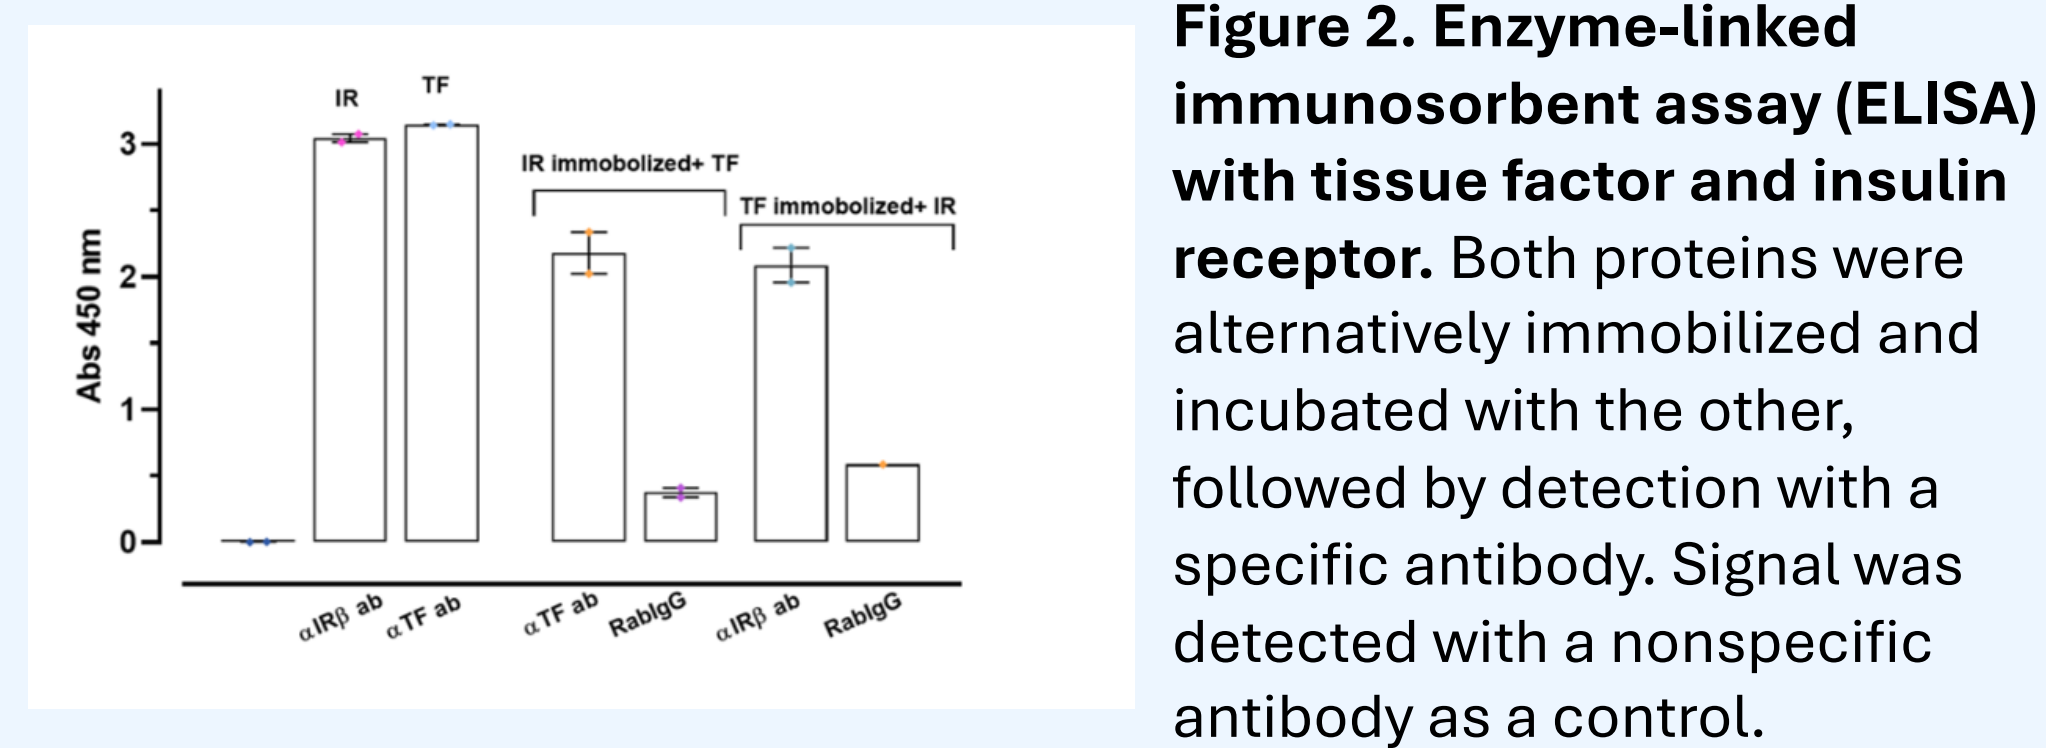 IR
TF
IR immobolized+ TF
TF immobolized+ IR
Abs 450 nm
3
2
1
0
αIRβ ab
αTF ab
αTF ab
RabIgG
αIRβ ab
RabIgG
Figure 2. Enzyme-linked
immunosorbent assay (ELISA)
with tissue factor and insulin
receptor. Both proteins were
alternatively immobilized and
incubated with the other,
followed by detection with a
specific antibody. Signal was
detected with a nonspecific
antibody as a control.